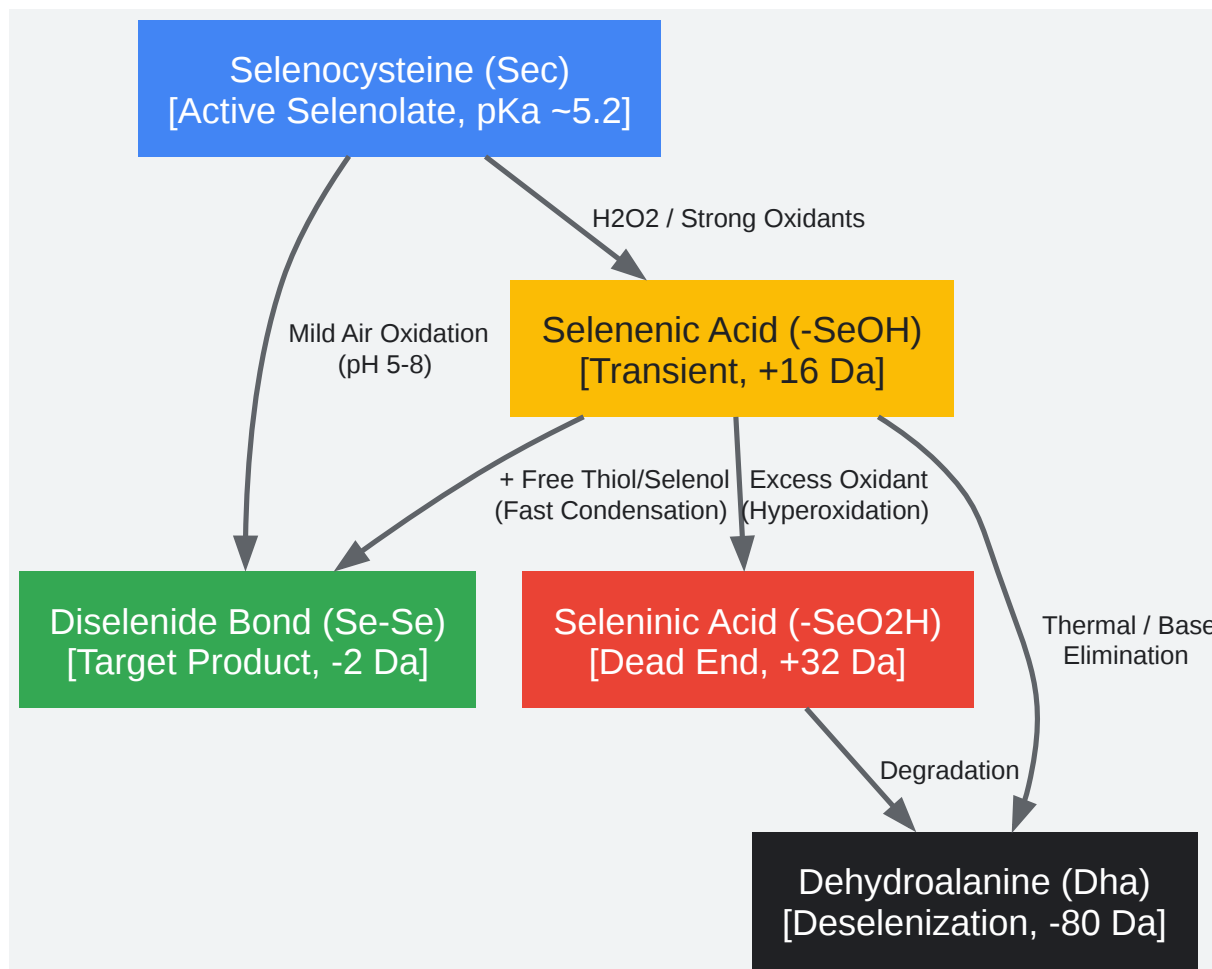 Selenocysteine (Sec)
[Active Selenolate, pKa ~5.2]
H2O2 / Strong Oxidants
Selenenic Acid (-SeOH)
[Transient, +16 Da]
Mild Air Oxidation
(pH 5-8)
+ Free Thiol/Selenol
(Fast Condensation)
Excess Oxidant
(Hyperoxidation)
Diselenide Bond (Se-Se)
[Target Product, -2 Da]
Seleninic Acid (-SeO2H)
[Dead End, +32 Da]
Thermal / Base
Elimination
Degradation
Dehydroalanine (Dha)
[Deselenization, -80 Da]